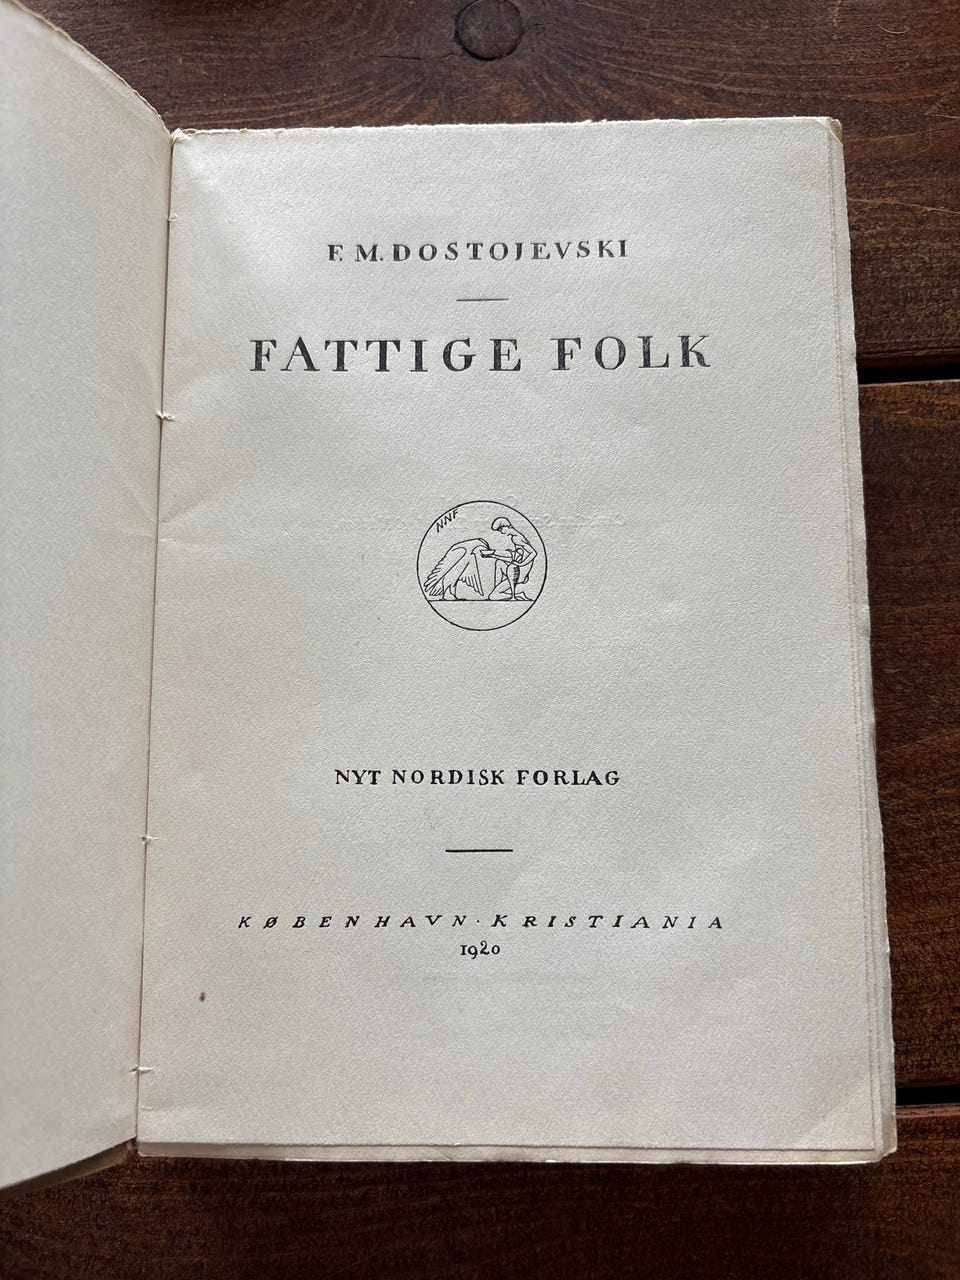 F. M. DOSTOJEVSKI
FATTIGE FOLK
NNF
NYT NORDISK FORLAG
KØBENHAVN · KRISTIANIA
1920